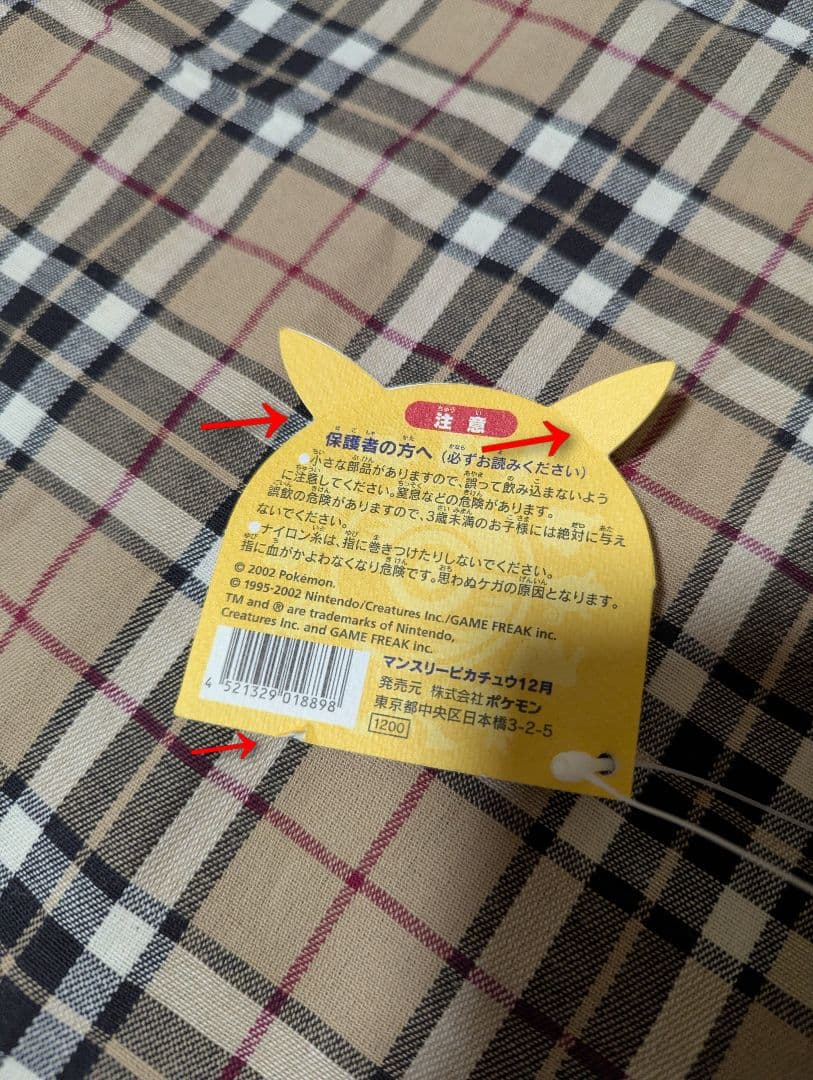 注意
保護者の方へ（必ずお読みください）
●小さな部品がありますので、誤って飲み込まないよう
に注意してください。窒息などの危険があります。
誤飲の危険がありますので、3歳未満のお子様には絶対に与え
ないでください。
●ナイロン糸は、指に巻きつけたりしないでください。
指に血がかよわなくなり危険です。思わぬケガの原因となります。
© 2002 Pokémon.
© 1995-2002 Nintendo/Creatures Inc./GAME FREAK inc.
TM and ® are trademarks of Nintendo,
Creatures Inc. and GAME FREAK inc.
4 521329 018898
マンスリーピカチュウ12月
発売元 株式会社ポケモン
東京都中央区日本橋3-2-5
1200